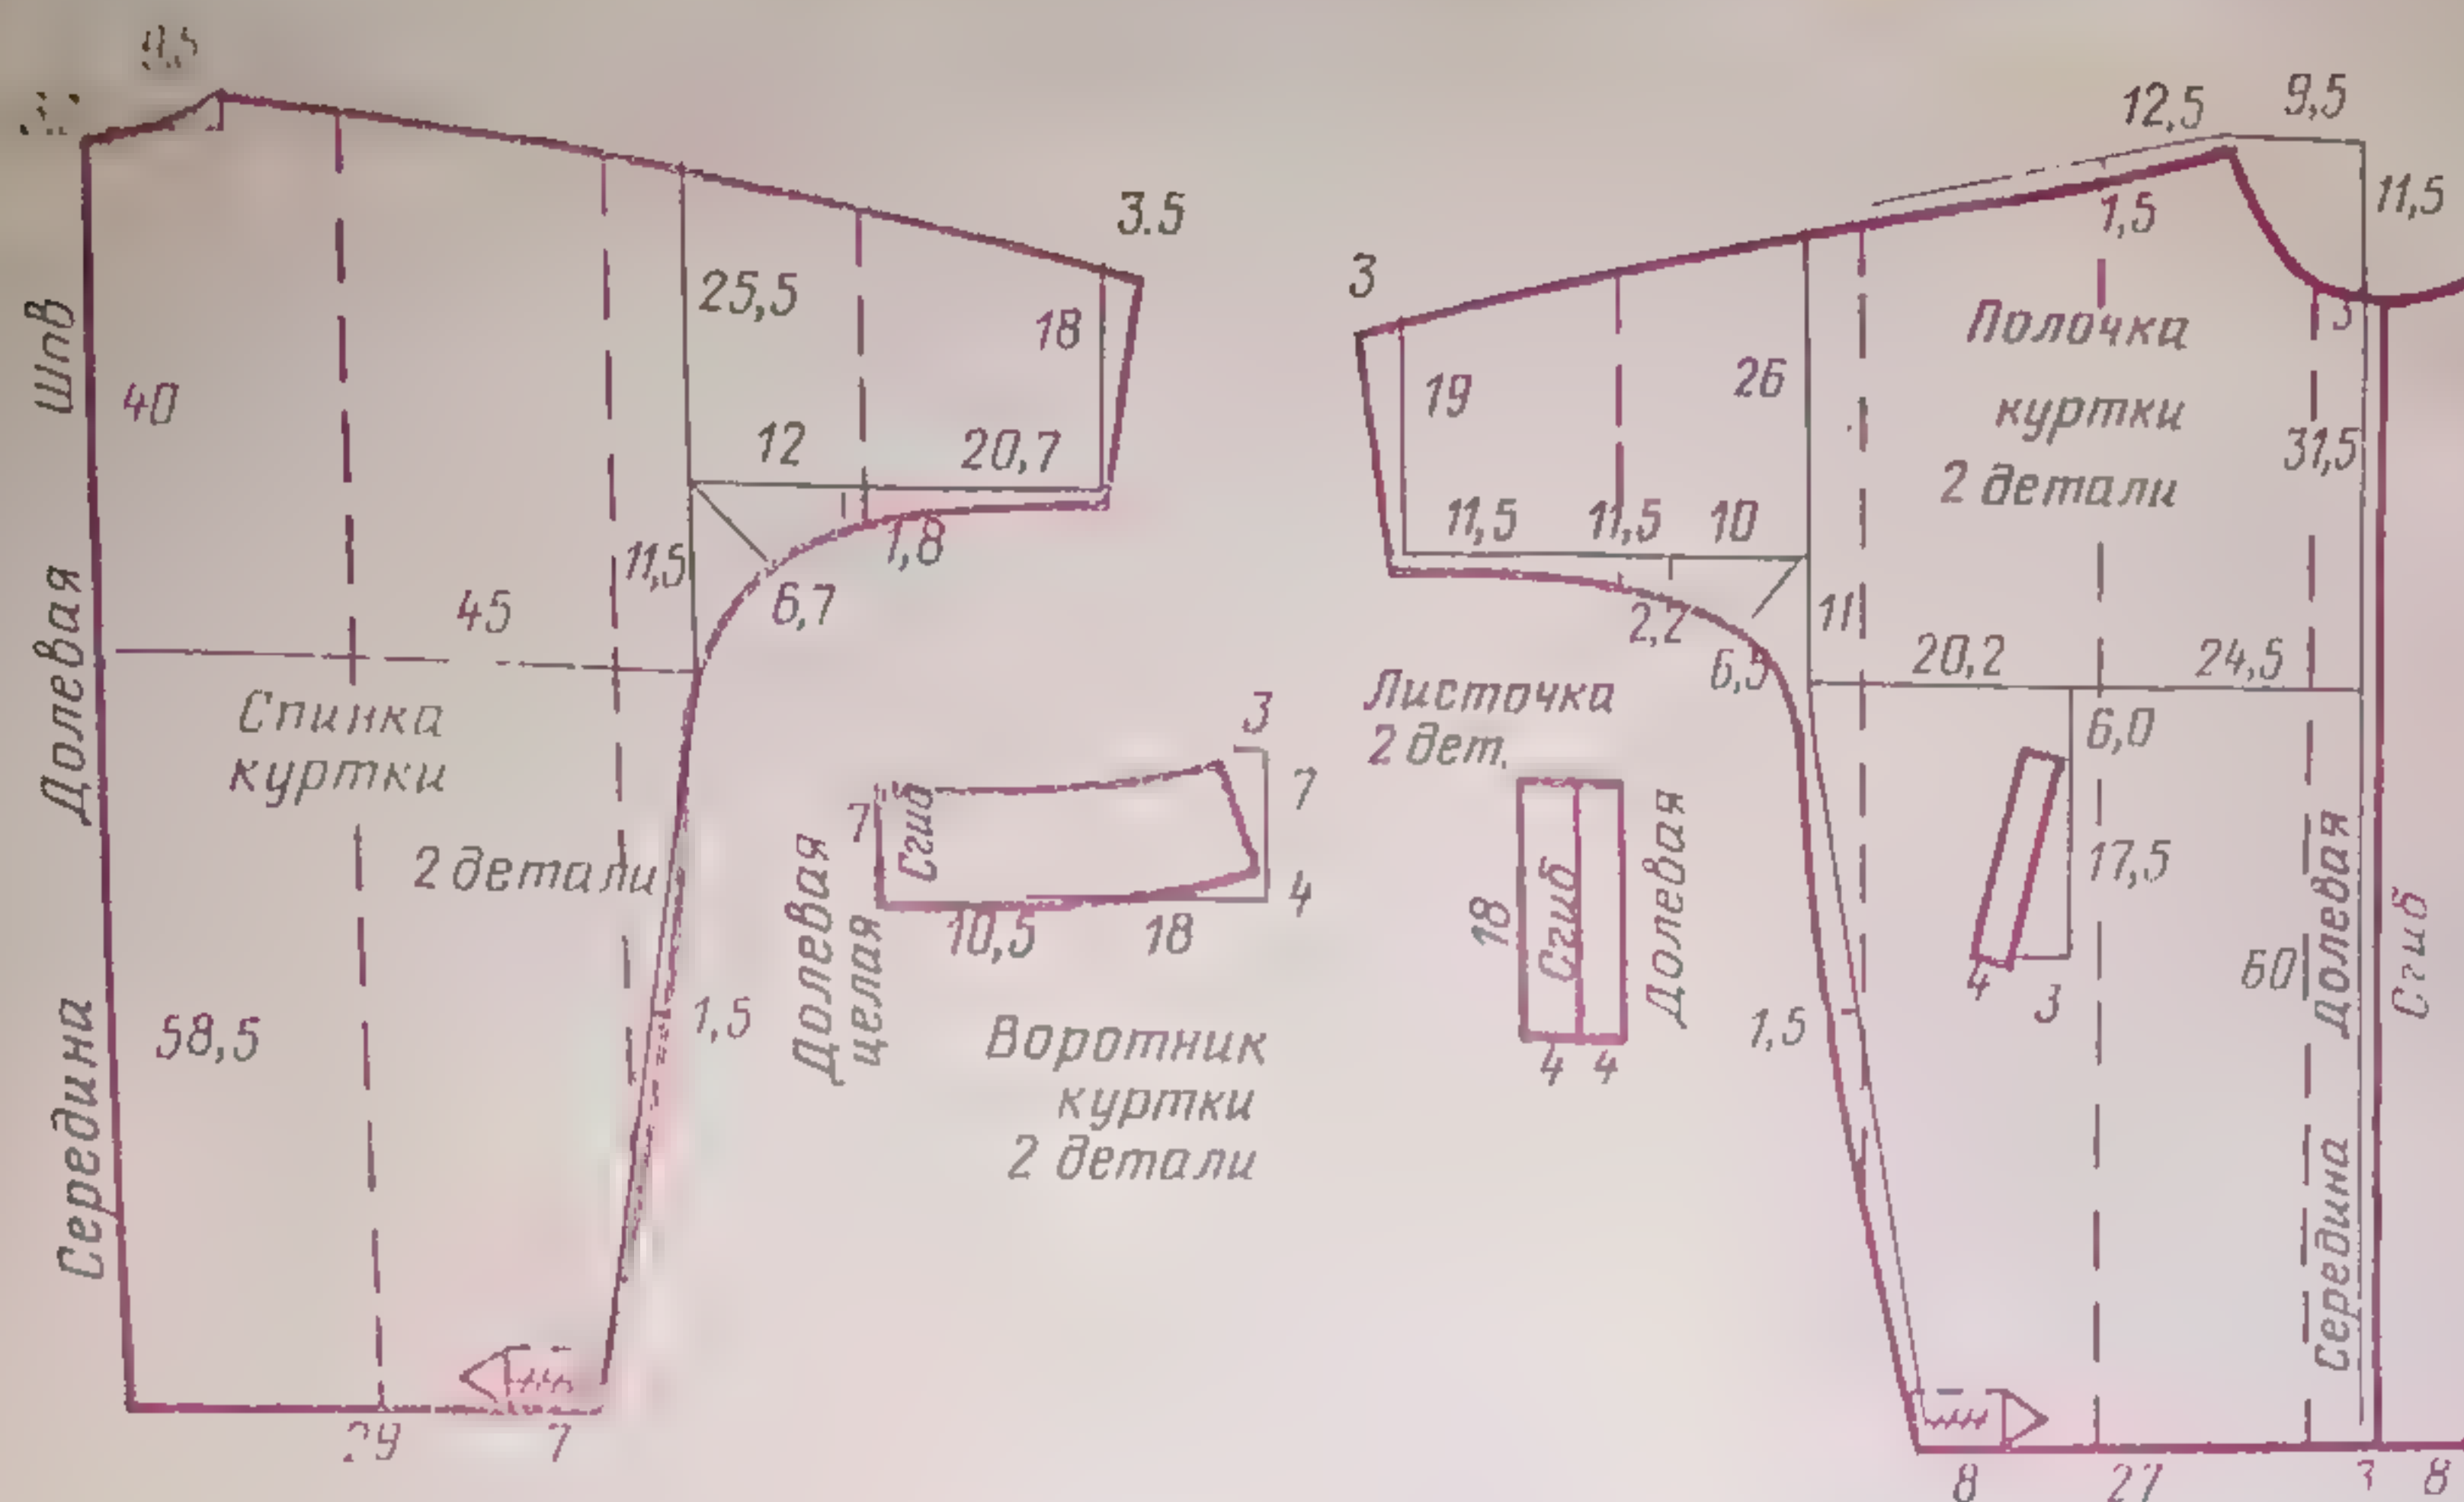 9,5
3.5
25,5
18
Шов
40
12
20,7
11,5
1,8
6,7
45
Долевая
Спинка
куртки
2 детали
58,5
1,5
Середина
7
3
7
7
Сгиб
4
10,5
18
Долевая
целая
Воротник
куртки
2 детали
12,5
9,5
11,5
1,5
3
3
Полочка
куртки
2 детали
19
26
31,5
11,5
11,5
10
2,2
6,5
11
20,2
24,5
Листочка
2 дет.
18
Сгиб
Долевая
4
4
6,0
17,5
4
3
60
1,5
Долевая
Середина
Сгиб
8
27
3
8